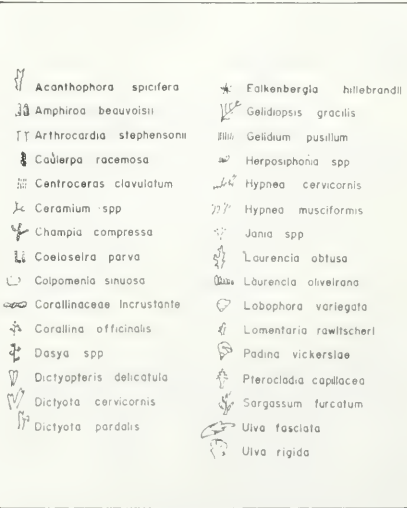 Acanthophora spicifera
Amphiroa beauvoisii
Arthrocardia stephensonii
Caulerpa racemosa
Centroceras clavulatum
Ceramium spp
Champia compressa
Coeloseira parva
Colpomenia sinuosa
Corallinaceae Incrustante
Corallina officinalis
Dasya spp
Dictyopteris delicatula
Dictyota cervicornis
Dictyota pardalis
Falkenbergia hillebrandii
Gelidiopsis gracilis
Gelidium pusillum
Herposiphonia spp
Hypnea cervicornis
Hypnea musciformis
Jania spp
Laurencia obtusa
Laurencia oliveirana
Lobophora variegata
Lomentaria rawitscheri
Padina vickersiae
Pterocladia capillacea
Sargassum furcatum
Ulva fasciata
Ulva rigida